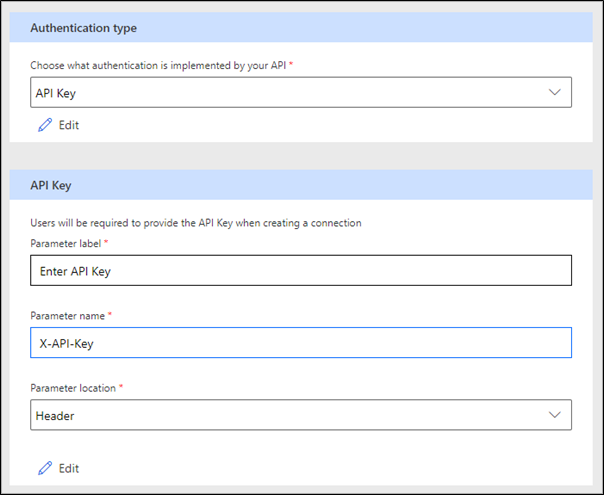 Authentication type
Choose what authentication is implemented by your API *
API Key
Edit
API Key
Users will be required to provide the API Key when creating a connection
Parameter label *
Enter API Key
Parameter name *
X-API-Key
Parameter location *
Header
Edit